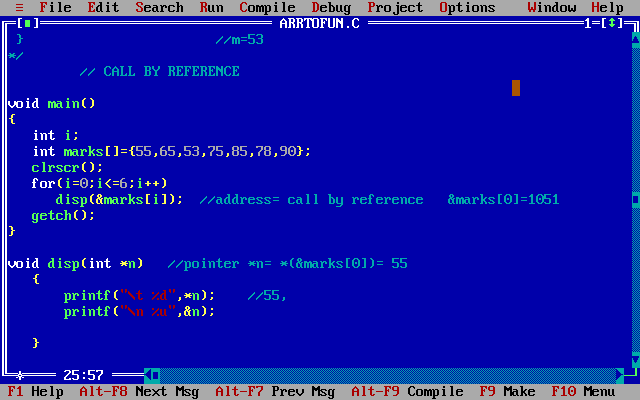 ≡ File Edit Search Run Compile Debug Project Options Window Help
[■] ARRTOFUN.C 1=[↕]
} //m=53
*/
// CALL BY REFERENCE
void main()
{
int i;
int marks[]={55,65,53,75,85,78,90};
clrscr();
for(i=0;i<=6;i++)
disp(&marks[i]); //address= call by reference &marks[0]=1051
getch();
}
void disp(int *n) //pointer *n= *(&marks[0])= 55
{
printf("\t %d",*n); //55,
printf("\n %u",&n);
}
25:57
F1 Help Alt-F8 Next Msg Alt-F7 Prev Msg Alt-F9 Compile F9 Make F10 Menu